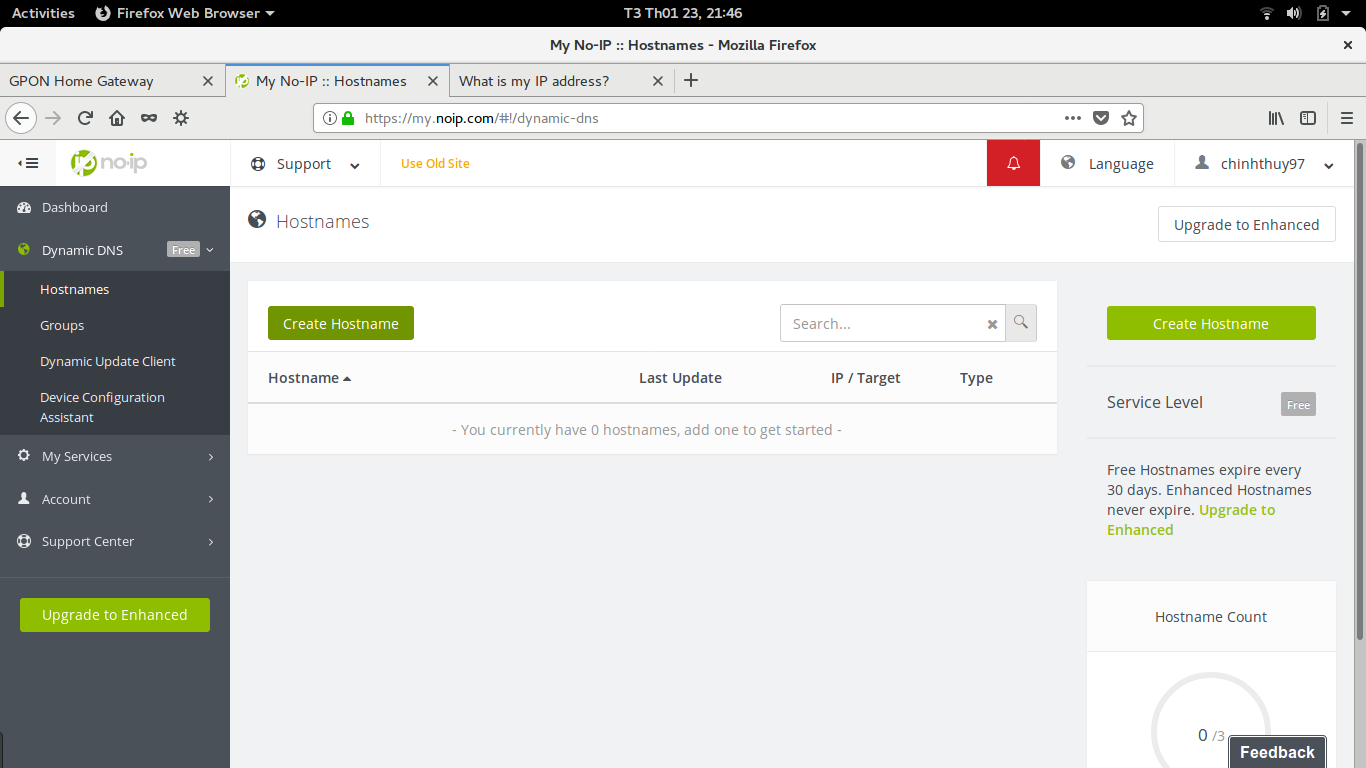 Activities Firefox Web Browser T3 Th01 23, 21:46
My No-IP :: Hostnames - Mozilla Firefox
GPON Home Gateway My No-IP :: Hostnames What is my IP address?
https://my.noip.com/#!/dynamic-dns
no-ip Support Use Old Site Language chinhthuy97
Dashboard
Dynamic DNS Free
Hostnames
Groups
Dynamic Update Client
Device Configuration
Assistant
My Services
Account
Support Center
Upgrade to Enhanced
Hostnames Upgrade to Enhanced
Create Hostname Search...
Hostname Last Update IP / Target Type
- You currently have 0 hostnames, add one to get started -
Create Hostname
Service Level Free
Free Hostnames expire every
30 days. Enhanced Hostnames
never expire. Upgrade to
Enhanced
Hostname Count
0 /3
Feedback